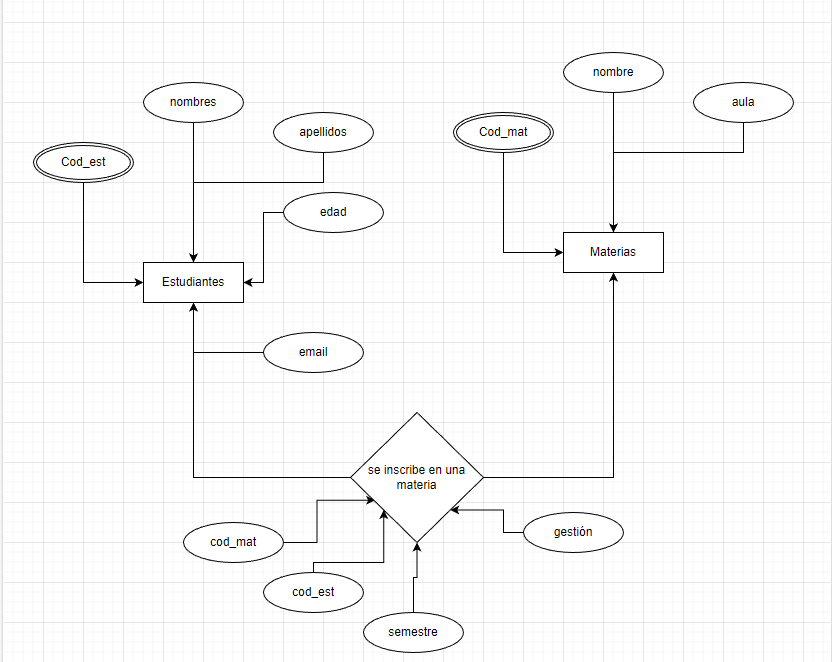 nombre
nombres
aula
apellidos
Cod_mat
Cod_est
edad
Materias
Estudiantes
email
se inscribe en una
materia
cod_mat
gestión
cod_est
semestre